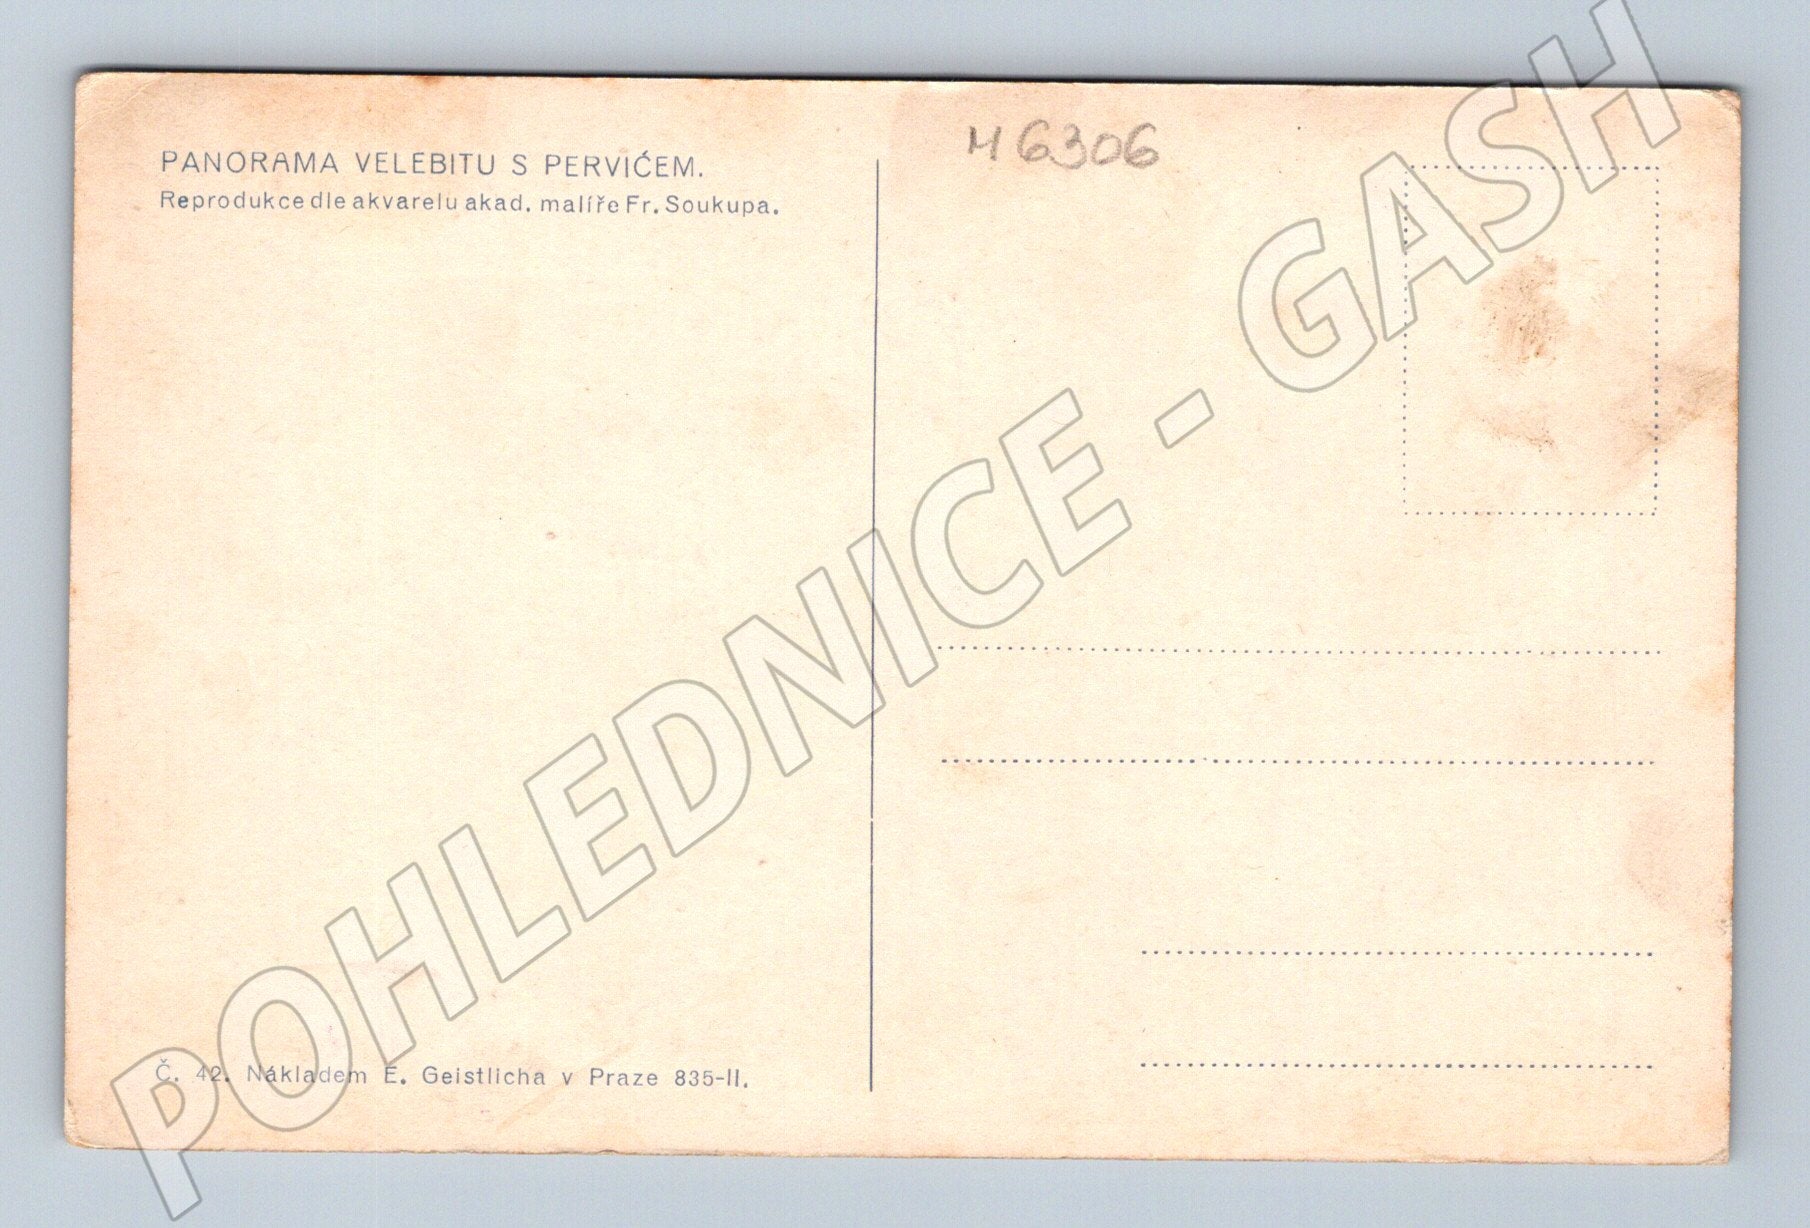 PANORAMA VELEBITU S PERVIĆEM.
Reprodukce dle akvarelu akad. malíře Fr. Soukupa.
H 6306
POHLEDNICE - GASH
Č. 42. Nákladem E. Geistlicha v Praze 835-II.